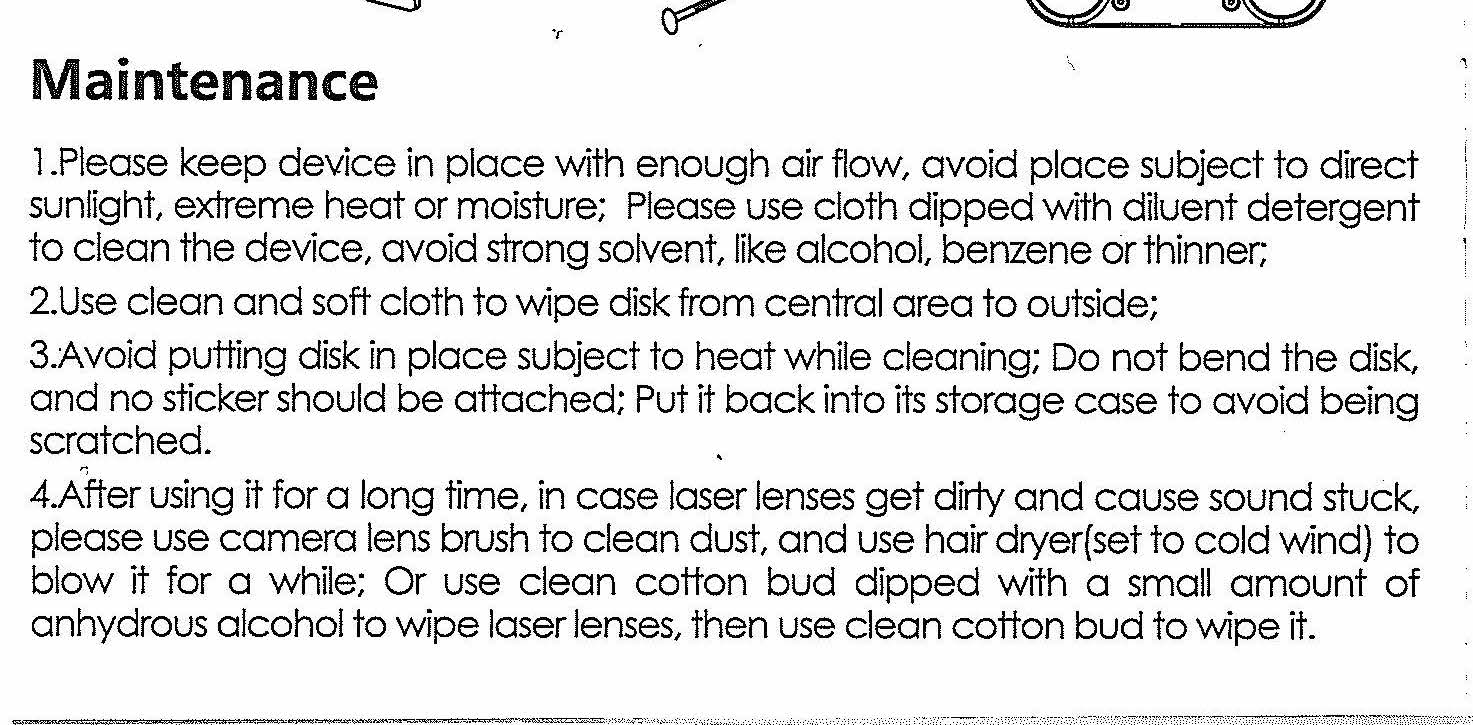 Maintenance
1.Please keep device in place with enough air flow, avoid place subject to direct
sunlight, extreme heat or moisture; Please use cloth dipped with diluent detergent
to clean the device, avoid strong solvent, like alcohol, benzene or thinner;
2.Use clean and soft cloth to wipe disk from central area to outside;
3.Avoid putting disk in place subject to heat while cleaning; Do not bend the disk,
and no sticker should be attached; Put it back into its storage case to avoid being
scratched.
4.After using it for a long time, in case laser lenses get dirty and cause sound stuck,
please use camera lens brush to clean dust, and use hair dryer(set to cold wind) to
blow it for a while; Or use clean cotton bud dipped with a small amount of
anhydrous alcohol to wipe laser lenses, then use clean cotton bud to wipe it.